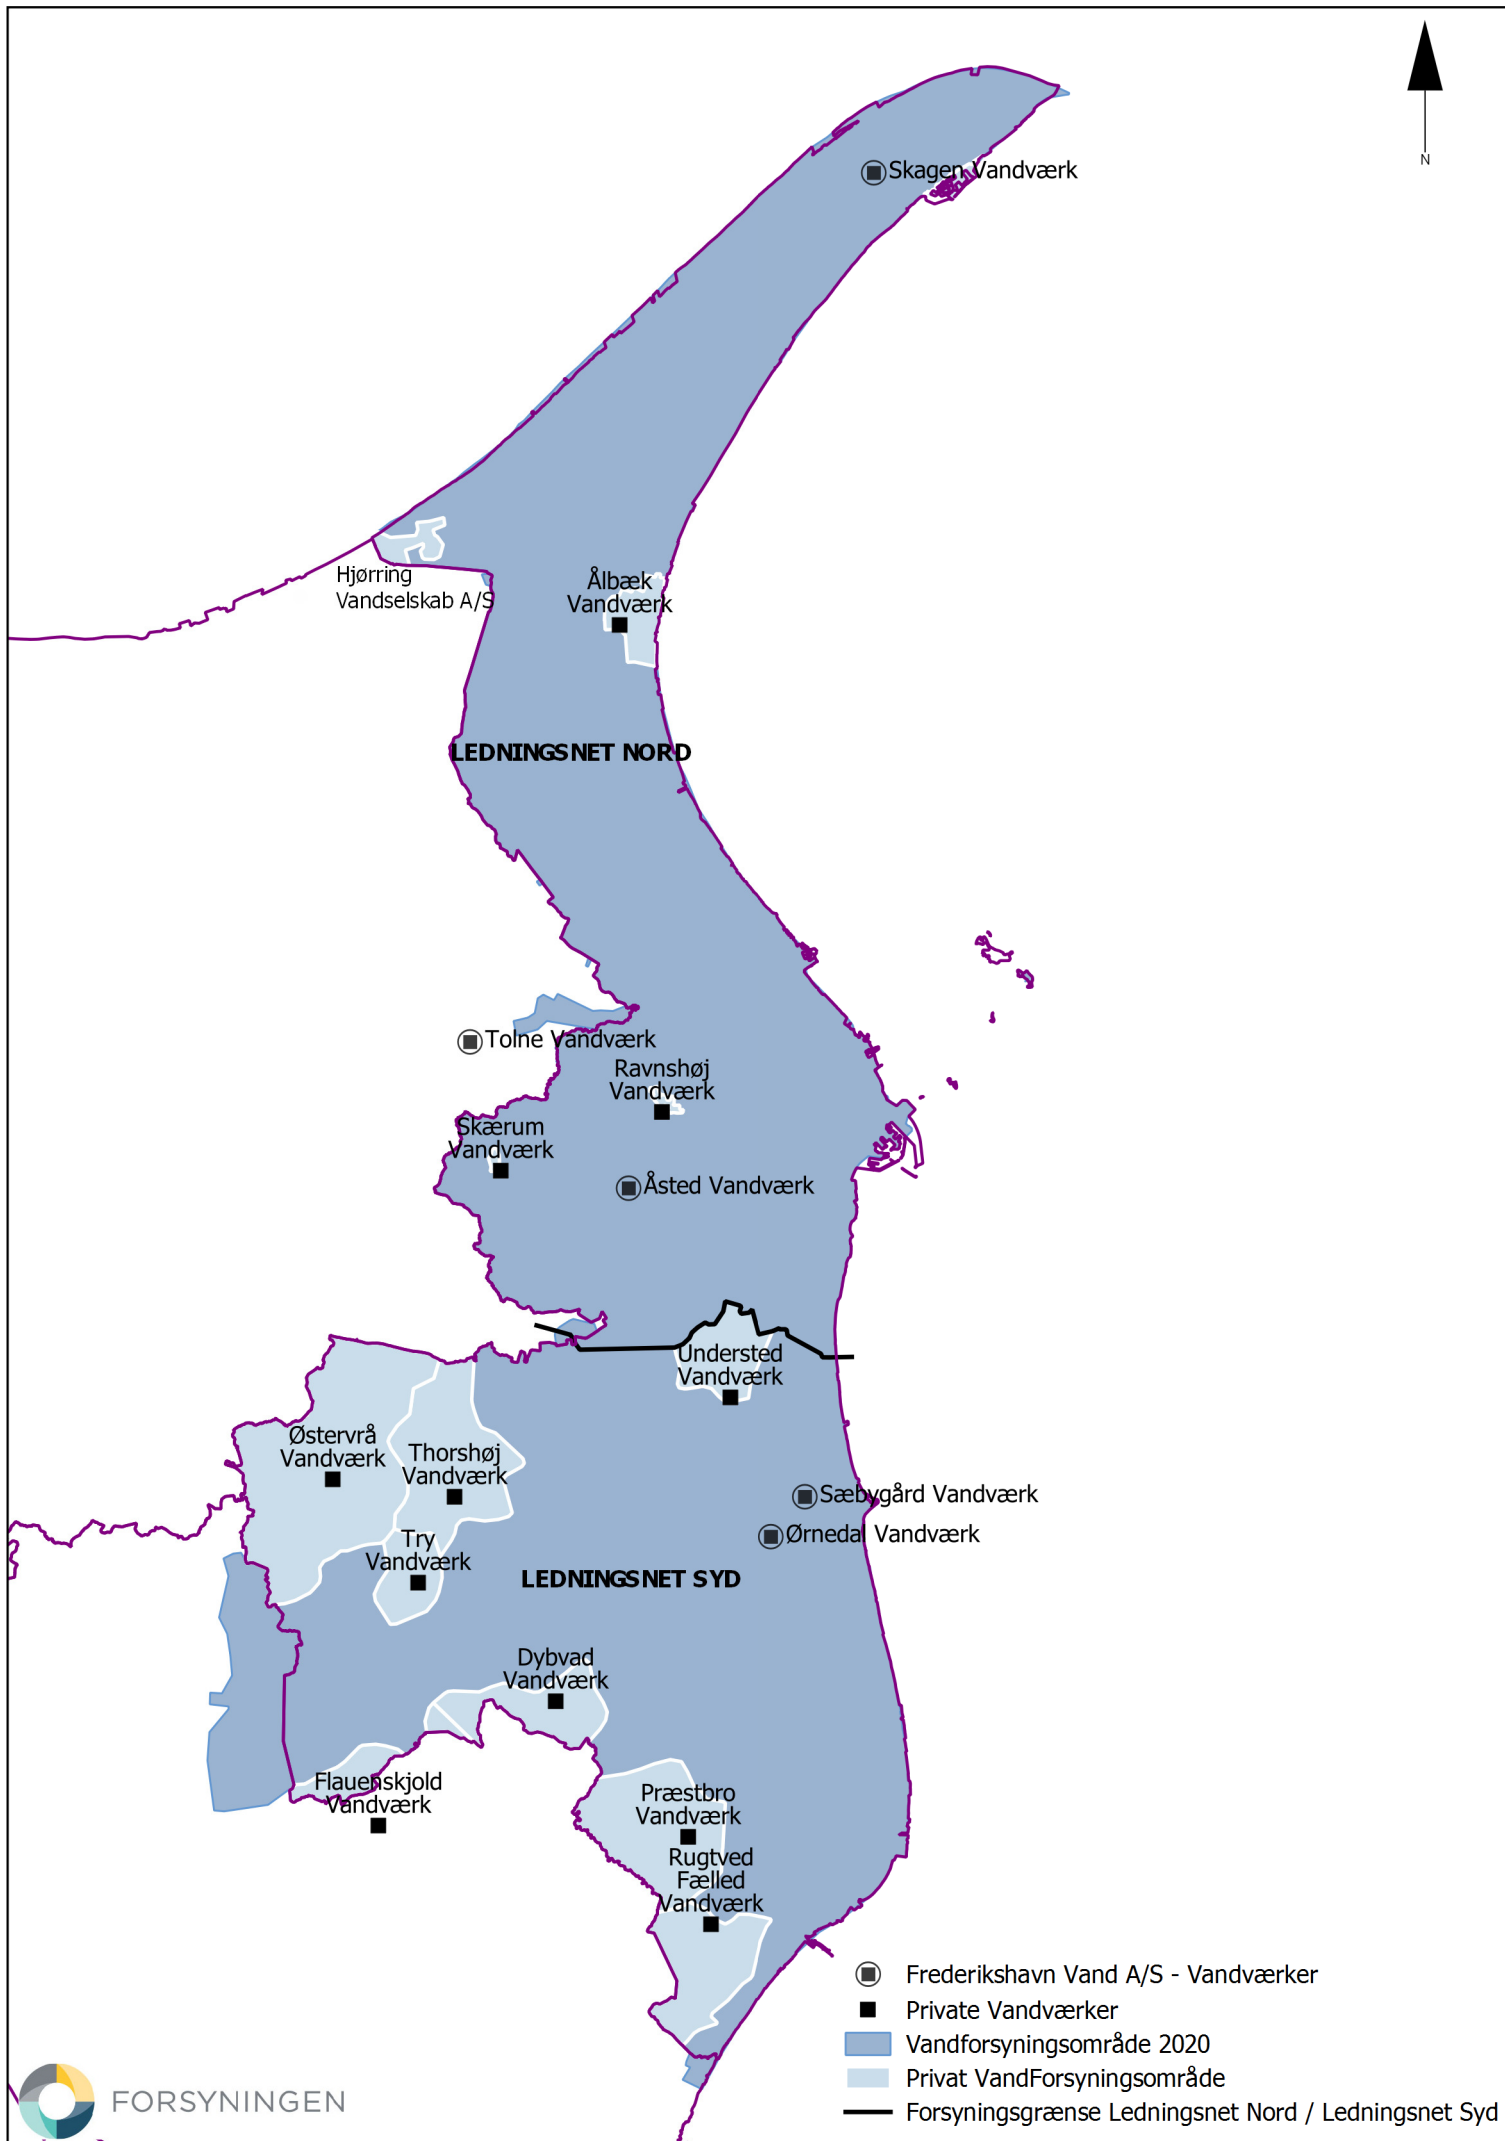 N
Skagen Vandværk
Hjørring
Vandselskab A/S
Ålbæk
Vandværk
LEDNINGSNET NORD
Tolne Vandværk
Ravnshøj
Vandværk
Skærum
Vandværk
Åsted Vandværk
Understed
Vandværk
Østervrå
Vandværk
Thorshøj
Vandværk
Sæbygård Vandværk
Ørnedal Vandværk
Try
Vandværk
LEDNINGSNET SYD
Dybvad
Vandværk
Flauenskjold
Vandværk
Præstbro
Vandværk
Rugtved
Fælled
Vandværk
Frederikshavn Vand A/S - Vandværker
Private Vandværker
Vandforsyningsområde 2020
Privat VandForsyningsområde
Forsyningsgrænse Ledningsnet Nord / Ledningsnet Syd
FORSYNINGEN